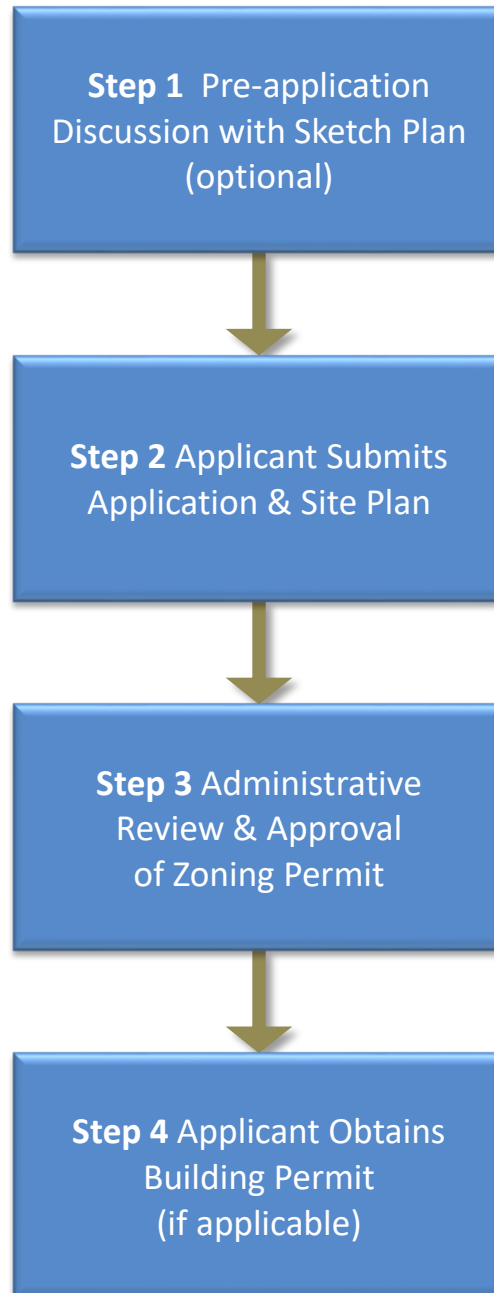 Step 1 Pre-application
Discussion with Sketch Plan
(optional)
Step 2 Applicant Submits
Application & Site Plan
Step 3 Administrative
Review & Approval
of Zoning Permit
Step 4 Applicant Obtains
Building Permit
(if applicable)